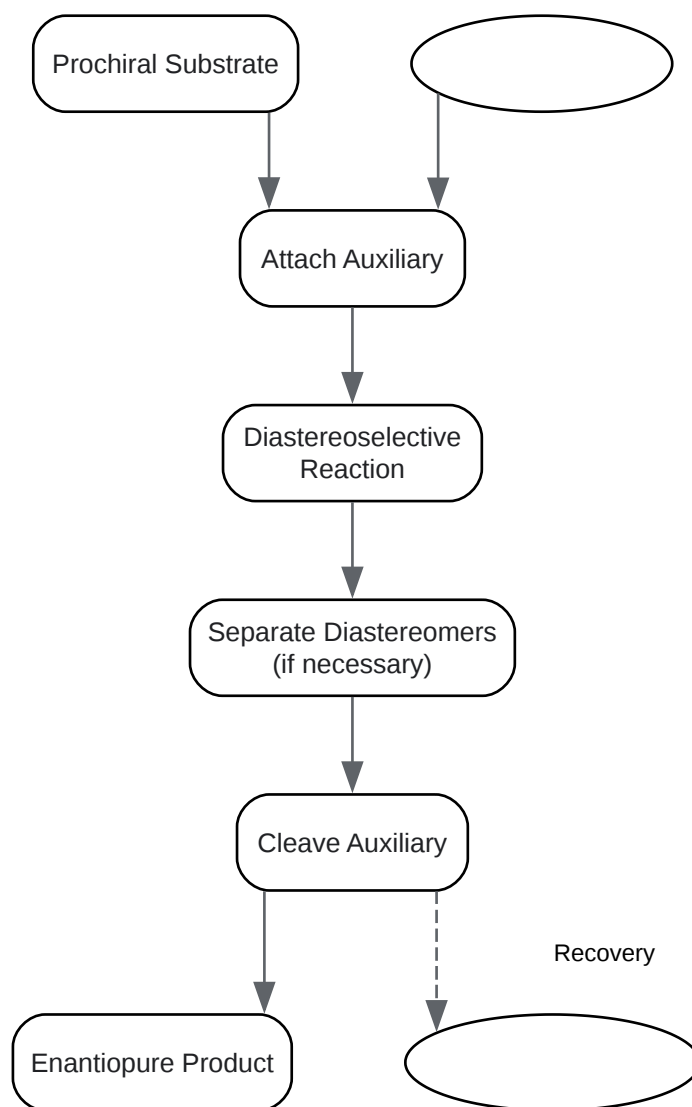 Prochiral Substrate
Attach Auxiliary
Diastereoselective
Reaction
Separate Diastereomers
(if necessary)
Cleave Auxiliary
Recovery
Enantiopure Product